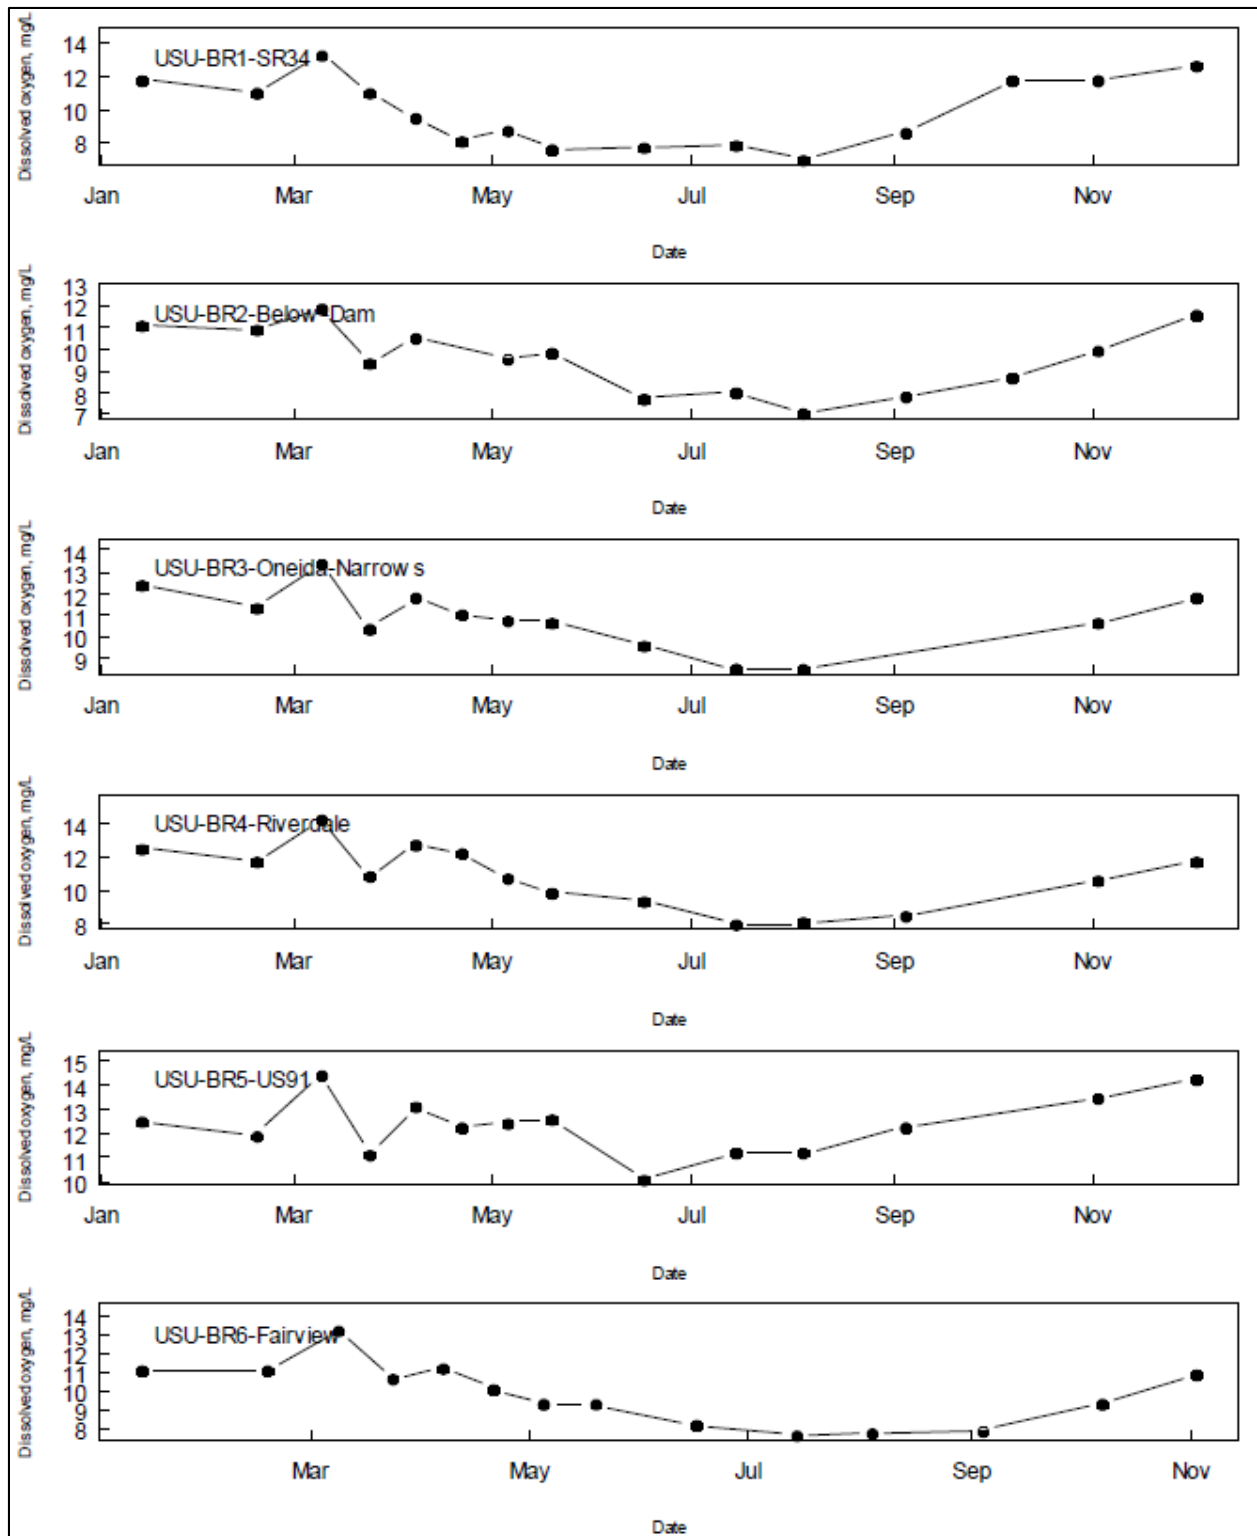 Dissolved oxygen, mg/L
14
12
10
8
USU-BR1-SR34
Jan Mar May Jul Sep Nov
Date
Dissolved oxygen, mg/L
13
12
11
10
9
8
7
USU-BR2-Below-Dam
Jan Mar May Jul Sep Nov
Date
Dissolved oxygen, mg/L
14
13
12
11
10
9
USU-BR3-Oneida-Narrows
Jan Mar May Jul Sep Nov
Date
Dissolved oxygen, mg/L
14
12
10
8
USU-BR4-Riverdale
Jan Mar May Jul Sep Nov
Date
Dissolved oxygen, mg/L
15
14
13
12
11
10
USU-BR5-US91
Jan Mar May Jul Sep Nov
Date
Dissolved oxygen, mg/L
14
13
12
11
10
9
8
USU-BR6-Fairview
Mar May Jul Sep Nov
Date